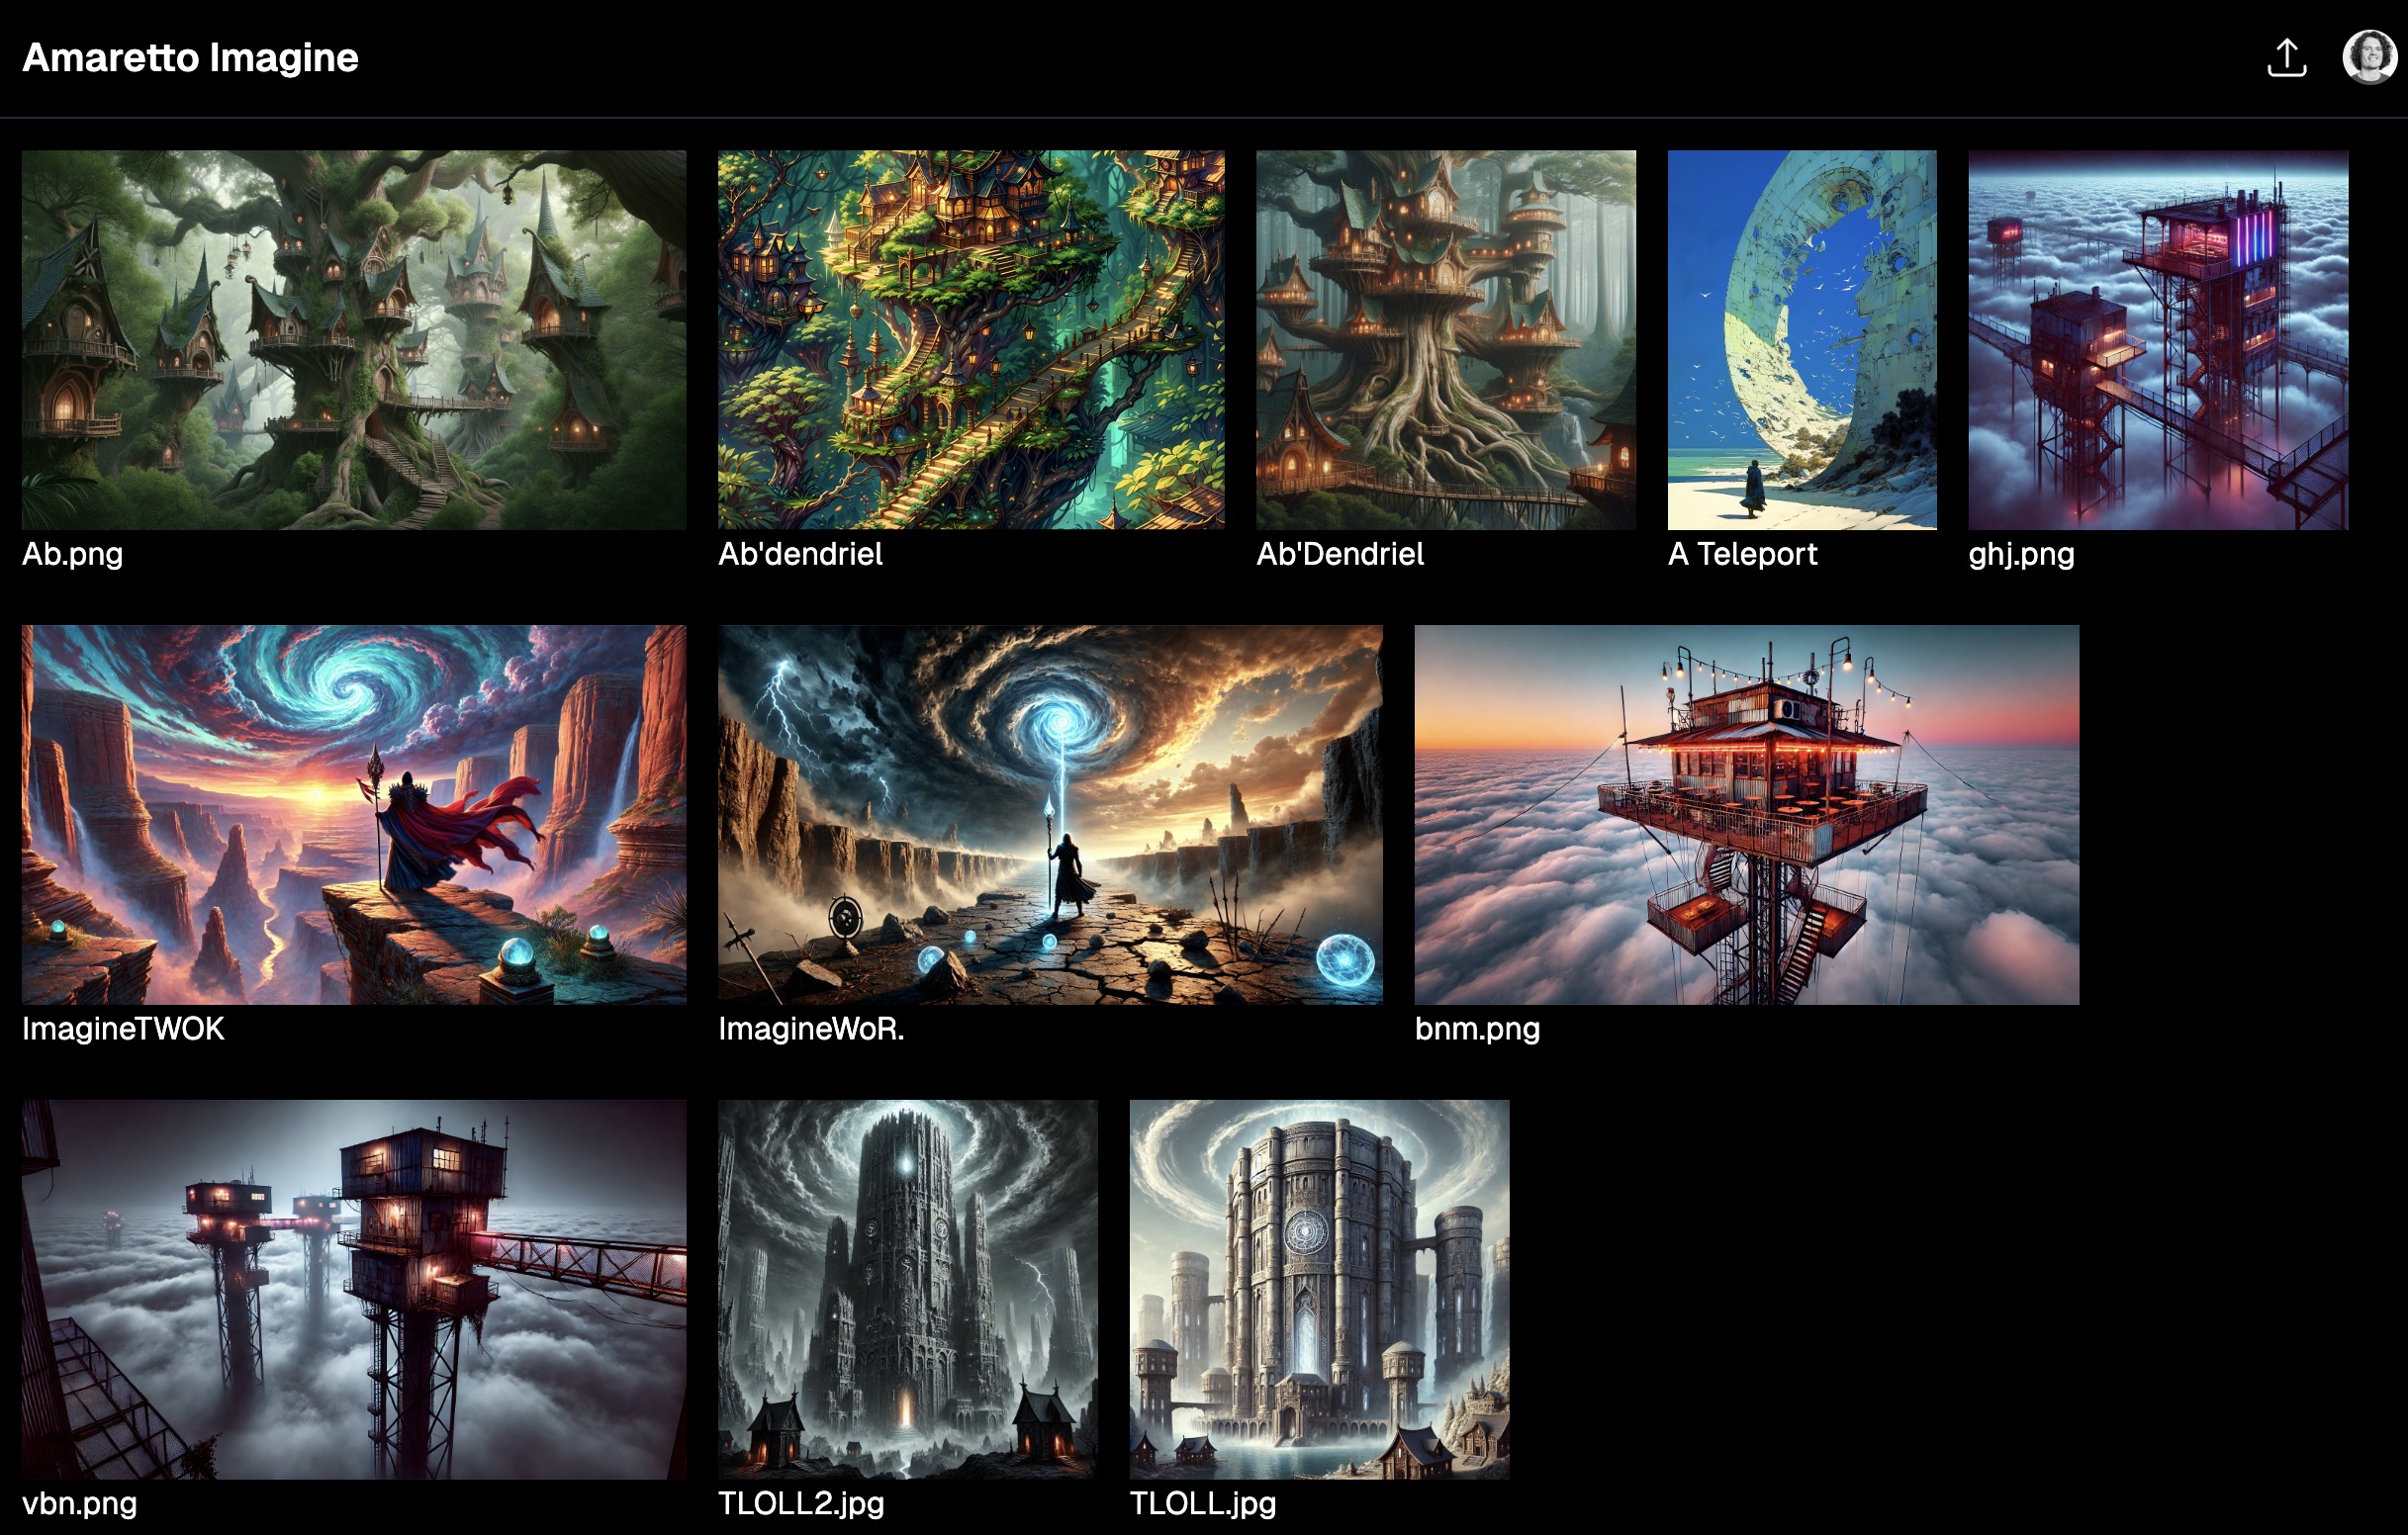 Amaretto Imagine
Ab.png
Ab'dendriel
Ab'Dendriel
A Teleport
ghj.png
ImagineTWOK
ImagineWoR.
bnm.png
vbn.png
TLOLL2.jpg
TLOLL.jpg